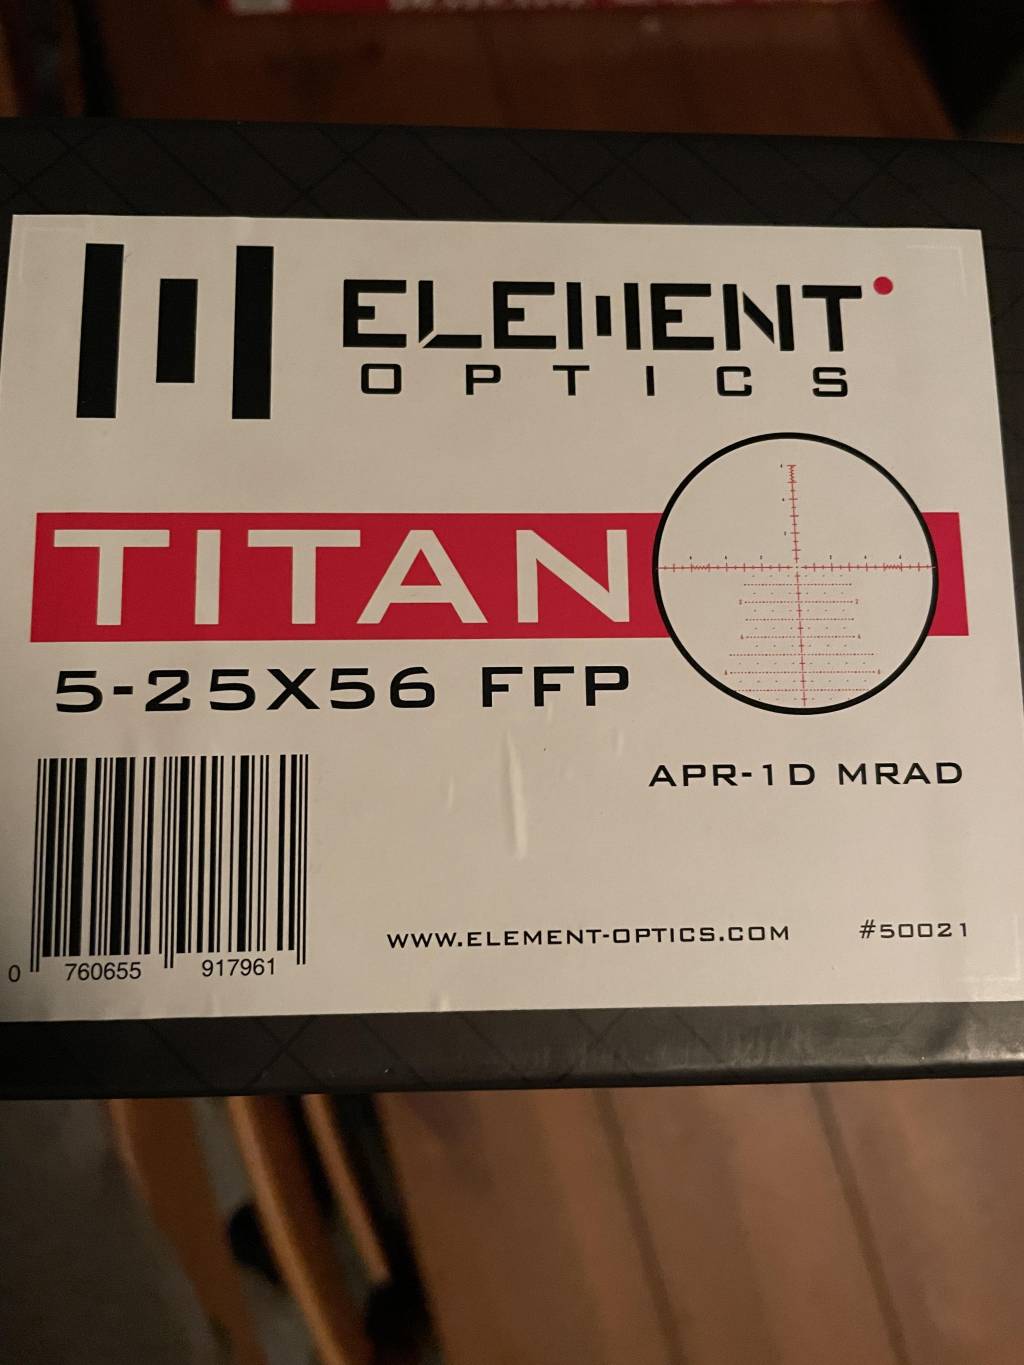 ELEMENT
OPTICS
TITAN
5-25X56 FFP
APR-1D MRAD
WWW.ELEMENT-OPTICS.COM
#50021
0 760655 917961